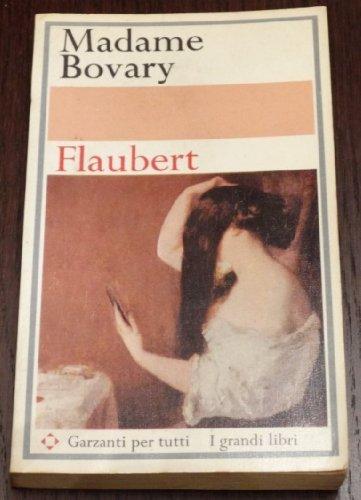 Madame
Bovary
Flaubert
Garzanti per tutti I grandi libri